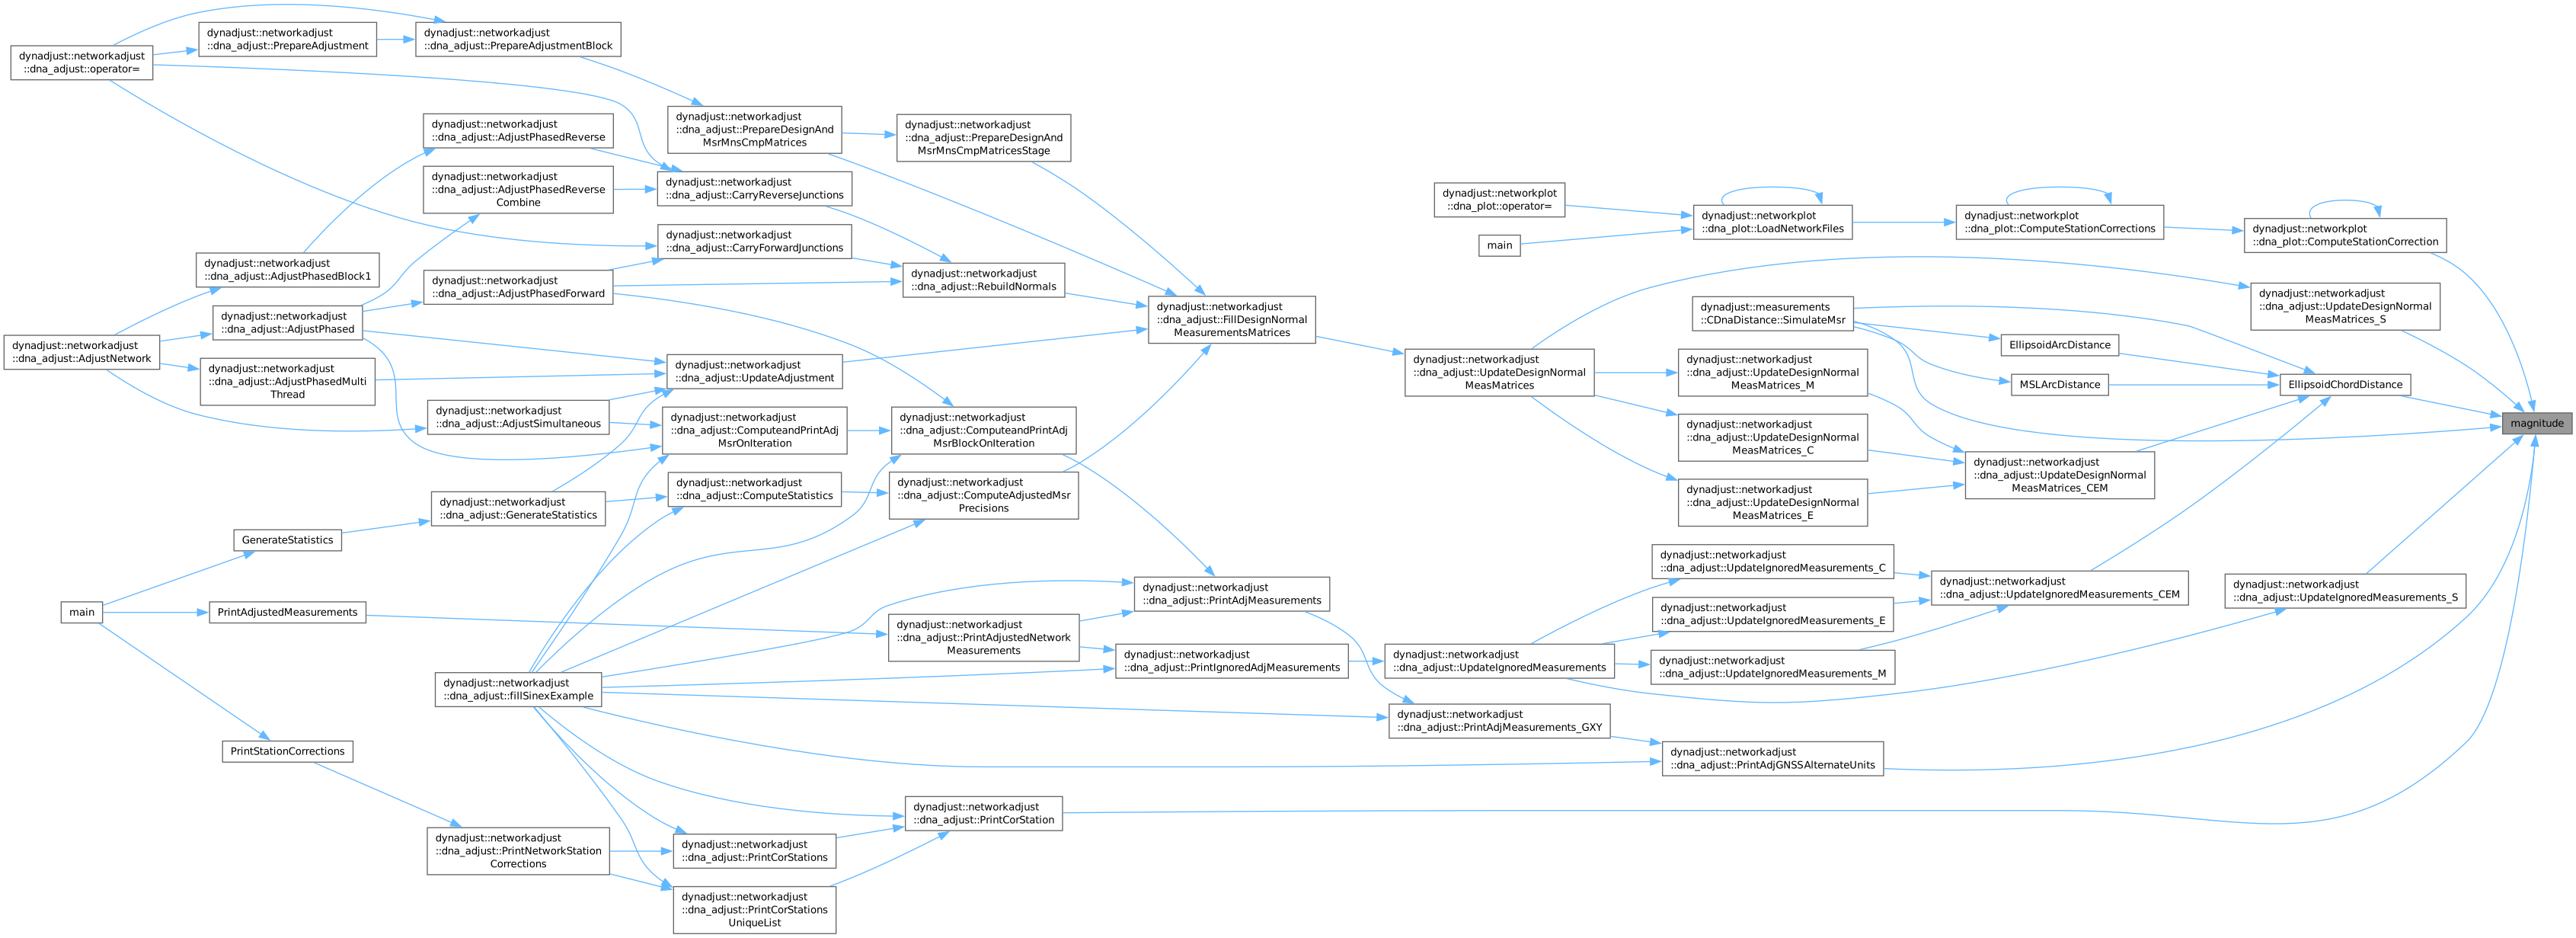 dynadjust::networkadjust
::dna_adjust::operator=
dynadjust::networkadjust
::dna_adjust::PrepareAdjustment
dynadjust::networkadjust
::dna_adjust::PrepareAdjustmentBlock
dynadjust::networkadjust
::dna_adjust::PrepareDesignAnd
MsrMnsCmpMatrices
dynadjust::networkadjust
::dna_adjust::PrepareDesignAnd
MsrMnsCmpMatricesStage
dynadjust::networkadjust
::dna_adjust::AdjustPhasedReverse
dynadjust::networkadjust
::dna_adjust::AdjustPhasedReverse
Combine
dynadjust::networkadjust
::dna_adjust::CarryReverseJunctions
dynadjust::networkadjust
::dna_adjust::CarryForwardJunctions
dynadjust::networkadjust
::dna_adjust::AdjustPhasedBlock1
dynadjust::networkadjust
::dna_adjust::AdjustPhasedForward
dynadjust::networkadjust
::dna_adjust::RebuildNormals
dynadjust::networkadjust
::dna_adjust::AdjustPhased
dynadjust::networkadjust
::dna_adjust::AdjustNetwork
dynadjust::networkadjust
::dna_adjust::AdjustPhasedMulti
Thread
dynadjust::networkadjust
::dna_adjust::UpdateAdjustment
dynadjust::networkadjust
::dna_adjust::FillDesignNormal
MeasurementsMatrices
dynadjust::networkadjust
::dna_adjust::AdjustSimultaneous
dynadjust::networkadjust
::dna_adjust::ComputeandPrintAdj
MsrOnIteration
dynadjust::networkadjust
::dna_adjust::ComputeandPrintAdj
MsrBlockOnIteration
dynadjust::networkadjust
::dna_adjust::ComputeStatistics
dynadjust::networkadjust
::dna_adjust::ComputeAdjustedMsr
Precisions
dynadjust::networkadjust
::dna_adjust::GenerateStatistics
GenerateStatistics
main
PrintAdjustedMeasurements
dynadjust::networkadjust
::dna_adjust::PrintAdjMeasurements
dynadjust::networkadjust
::dna_adjust::PrintAdjustedNetwork
Measurements
dynadjust::networkadjust
::dna_adjust::PrintIgnoredAdjMeasurements
dynadjust::networkadjust
::dna_adjust::fillSinexExample
PrintStationCorrections
dynadjust::networkadjust
::dna_adjust::PrintNetworkStation
Corrections
dynadjust::networkadjust
::dna_adjust::PrintCorStation
dynadjust::networkadjust
::dna_adjust::PrintCorStations
dynadjust::networkadjust
::dna_adjust::PrintCorStations
UniqueList
dynadjust::networkplot
::dna_plot::operator=
main
dynadjust::networkplot
::dna_plot::LoadNetworkFiles
dynadjust::networkplot
::dna_plot::ComputeStationCorrections
dynadjust::networkplot
::dna_plot::ComputeStationCorrection
dynadjust::measurements
::CDnaDistance::SimulateMsr
dynadjust::networkadjust
::dna_adjust::UpdateDesignNormal
MeasMatrices_S
EllipsoidArcDistance
MSLArcDistance
EllipsoidChordDistance
dynadjust::networkadjust
::dna_adjust::UpdateDesignNormal
MeasMatrices
dynadjust::networkadjust
::dna_adjust::UpdateDesignNormal
MeasMatrices_M
dynadjust::networkadjust
::dna_adjust::UpdateDesignNormal
MeasMatrices_C
dynadjust::networkadjust
::dna_adjust::UpdateDesignNormal
MeasMatrices_E
dynadjust::networkadjust
::dna_adjust::UpdateDesignNormal
MeasMatrices_CEM
magnitude
dynadjust::networkadjust
::dna_adjust::UpdateIgnoredMeasurements_C
dynadjust::networkadjust
::dna_adjust::UpdateIgnoredMeasurements_E
dynadjust::networkadjust
::dna_adjust::UpdateIgnoredMeasurements_M
dynadjust::networkadjust
::dna_adjust::UpdateIgnoredMeasurements_CEM
dynadjust::networkadjust
::dna_adjust::UpdateIgnoredMeasurements_S
dynadjust::networkadjust
::dna_adjust::UpdateIgnoredMeasurements
dynadjust::networkadjust
::dna_adjust::PrintAdjMeasurements_GXY
dynadjust::networkadjust
::dna_adjust::PrintAdjGNSSAlternateUnits